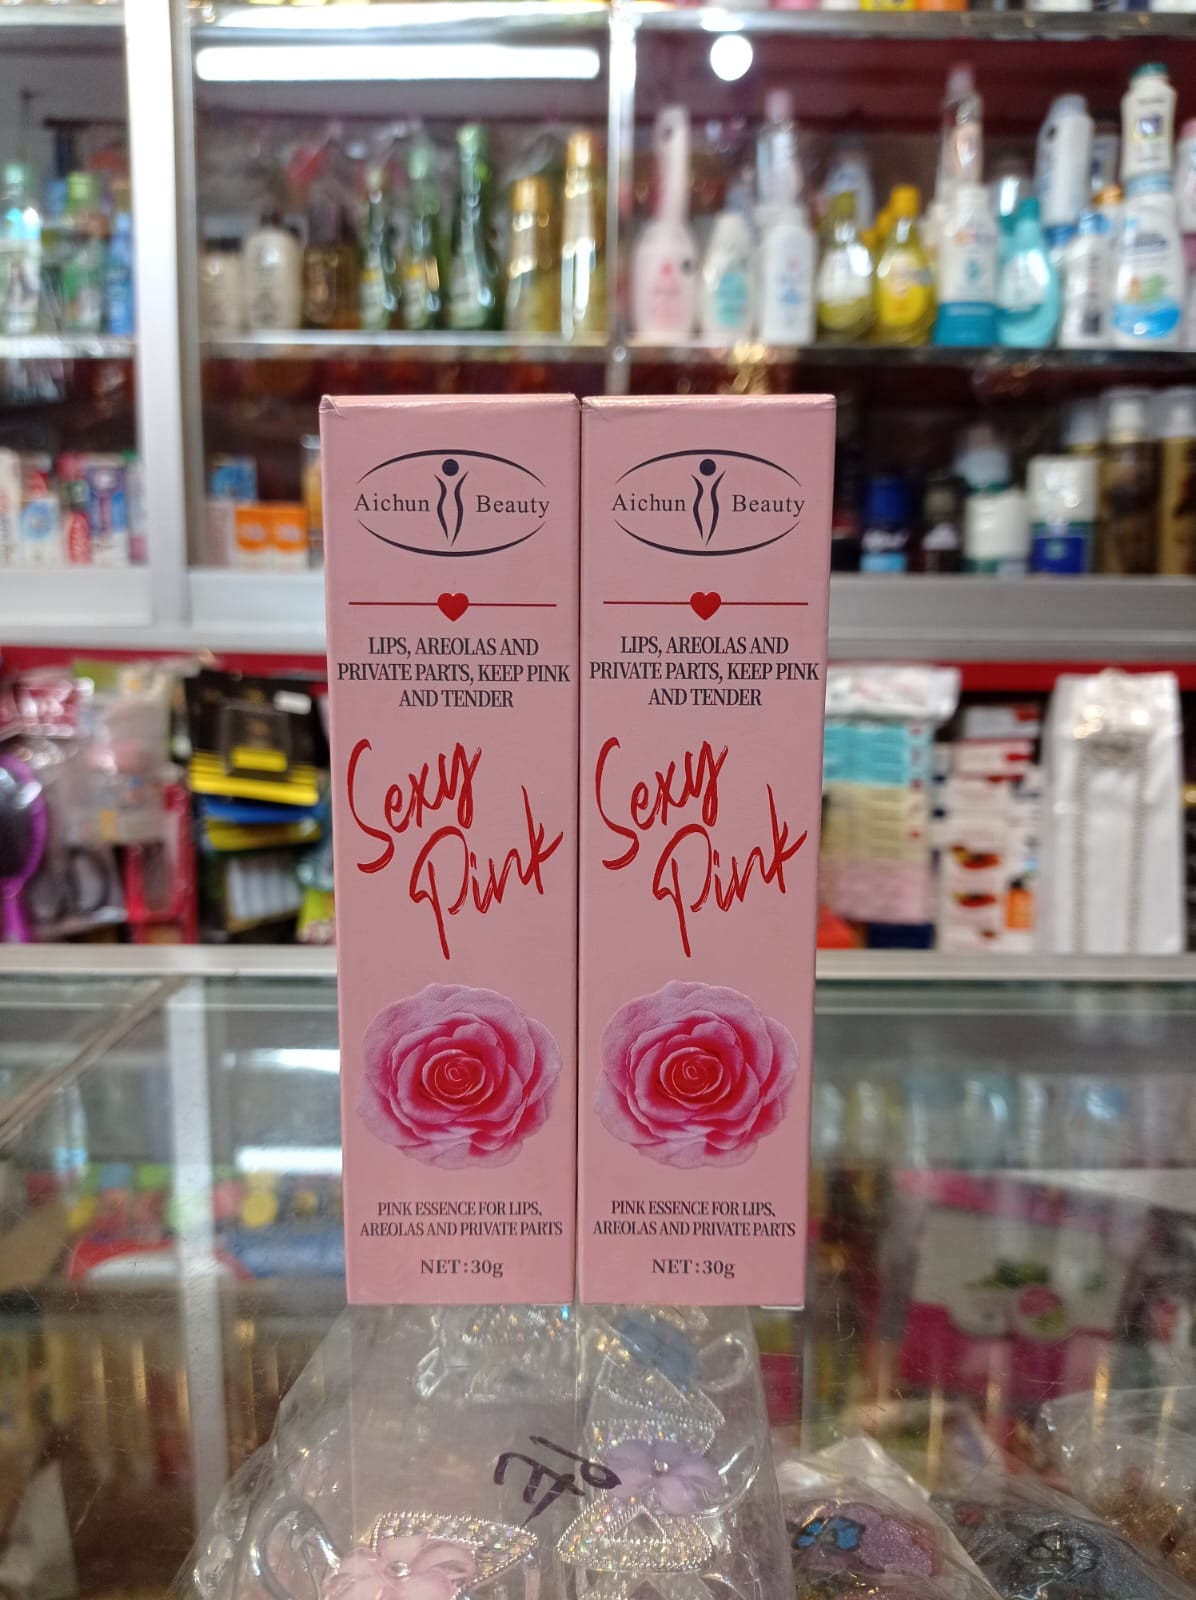 Aichun Beauty
LIPS, AREOLAS AND
PRIVATE PARTS, KEEP PINK
AND TENDER
Sexy
Pink
PINK ESSENCE FOR LIPS,
AREOLAS AND PRIVATE PARTS
NET:30g
Aichun Beauty
LIPS, AREOLAS AND
PRIVATE PARTS, KEEP PINK
AND TENDER
Sexy
Pink
PINK ESSENCE FOR LIPS,
AREOLAS AND PRIVATE PARTS
NET:30g